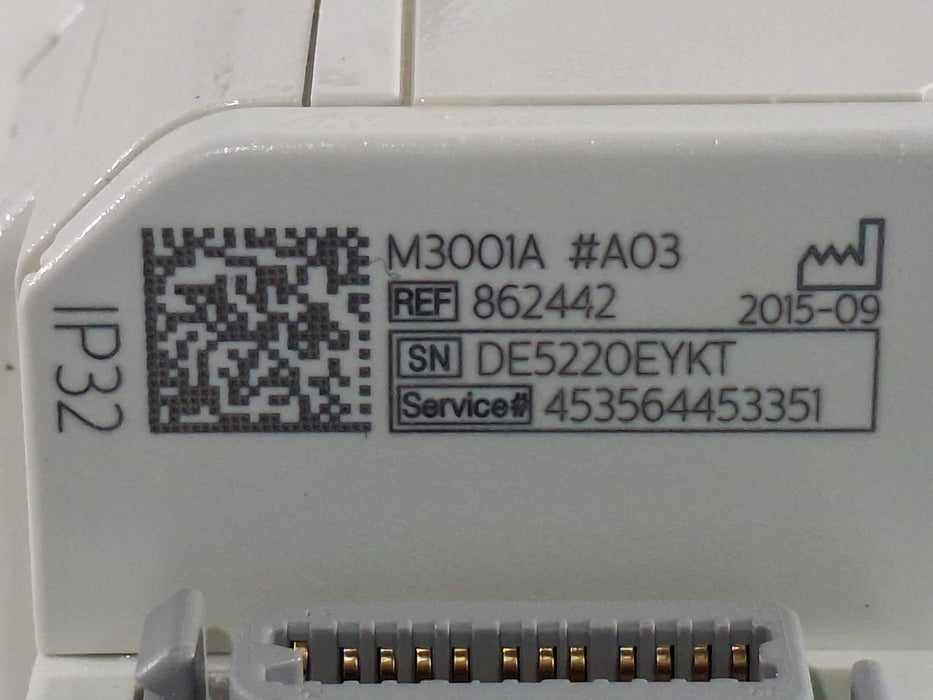 M3001A #A03
REF 862442
2015-09
SN DE5220EYKT
Service# 453564453351
IP32